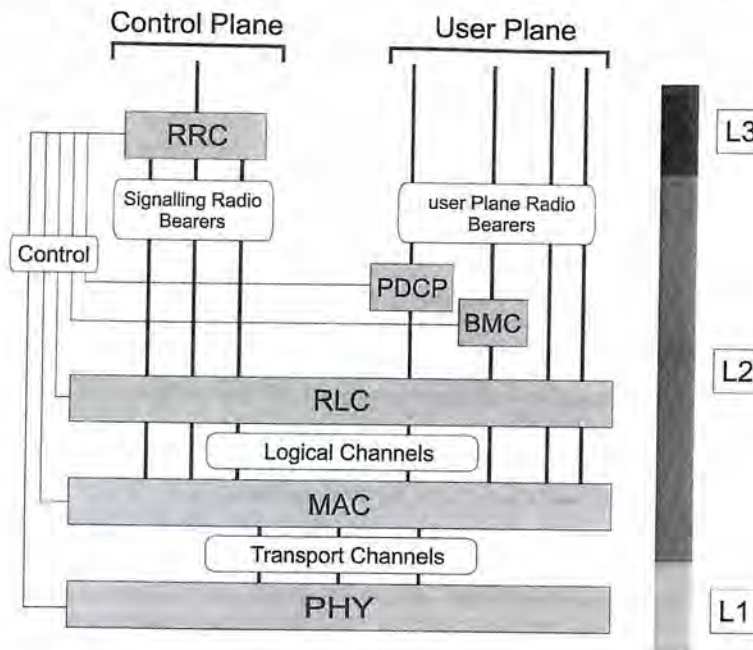 Control Plane
User Plane
L3
RRC
Signalling Radio
Bearers
user Plane Radio
Bearers
Control
PDCP
BMC
L2
RLC
Logical Channels
MAC
Transport Channels
PHY
L1